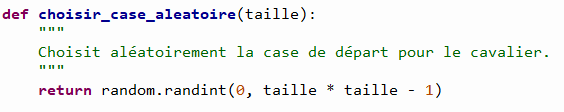 def choisir_case_aleatoire(taille):
    """
    Choisit aléatoirement la case de départ pour le cavalier.
    """
    return random.randint(0, taille * taille - 1)